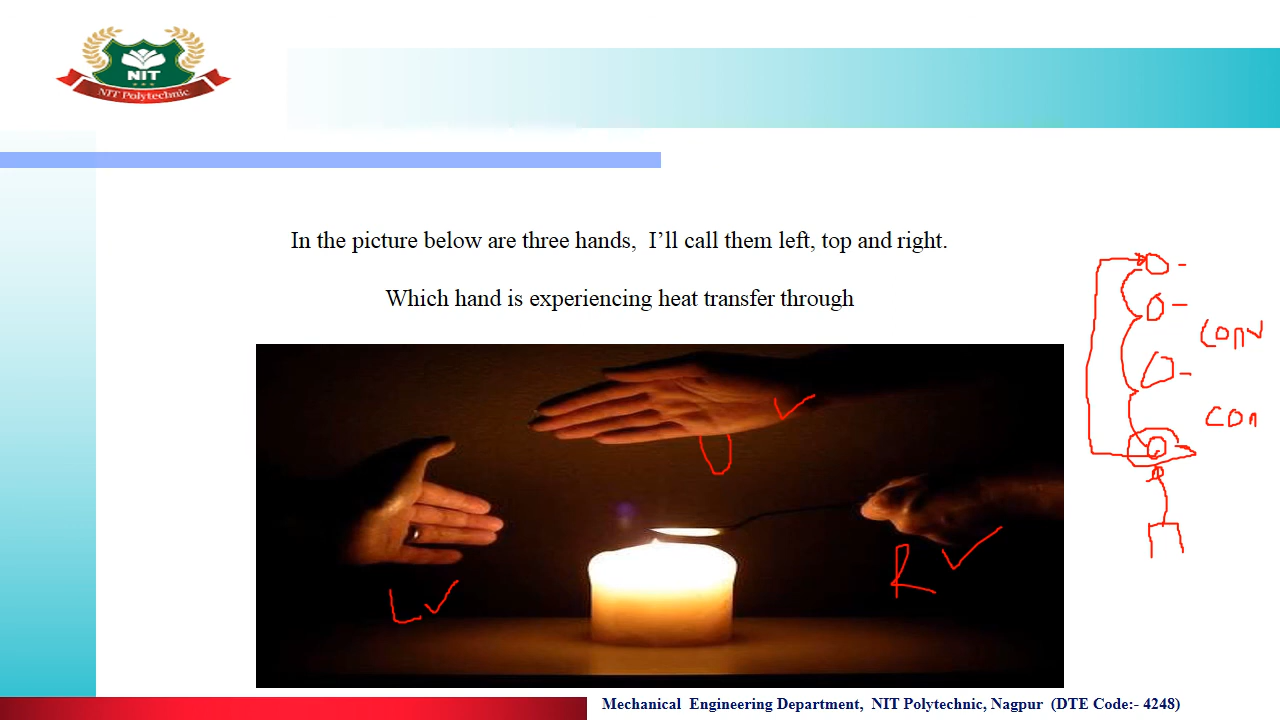 NIT
NIT Polytechnic
In the picture below are three hands, I'll call them left, top and right.
Which hand is experiencing heat transfer through
conv
con
L
R
Mechanical Engineering Department, NIT Polytechnic, Nagpur (DTE Code:- 4248)